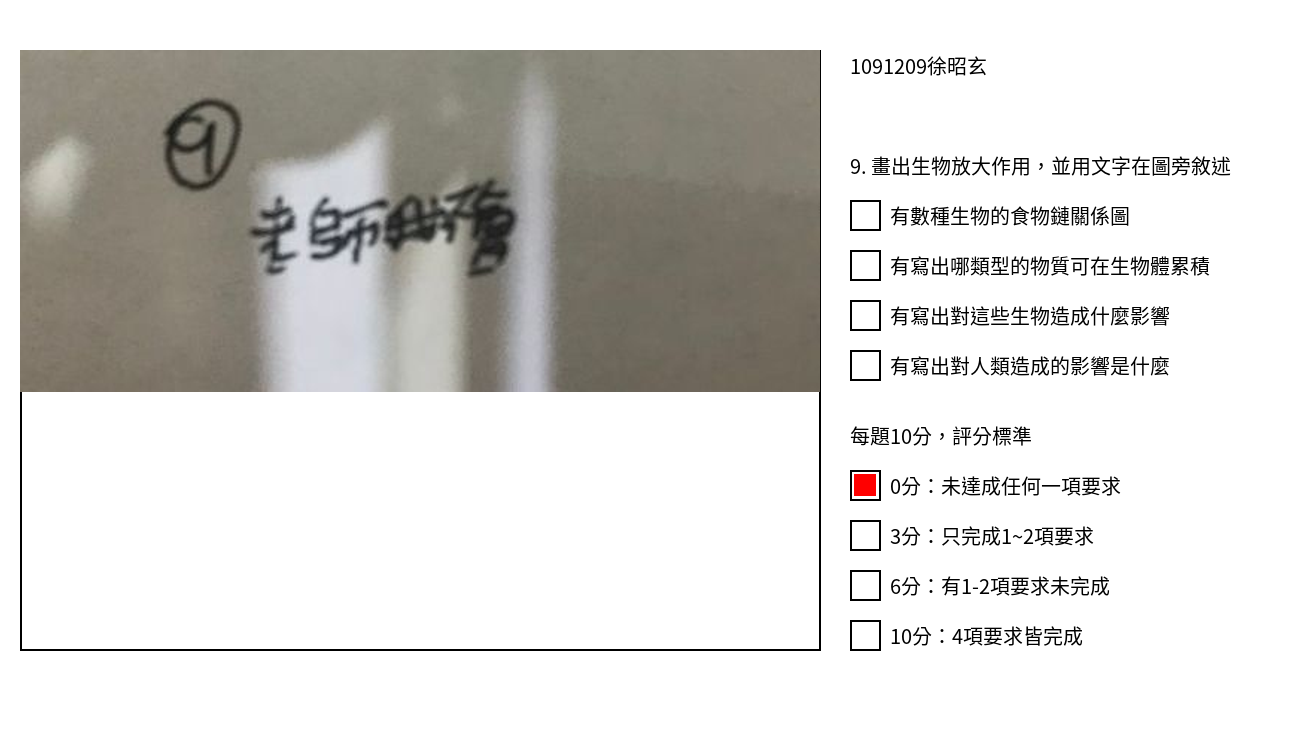 1091209徐昭玄
⑨
老師我不會
9. 畫出生物放大作用，並用文字在圖旁敘述
有數種生物的食物鏈關係圖
有寫出哪類型的物質可在生物體累積
有寫出對這些生物造成什麼影響
有寫出對人類造成的影響是什麼
每題10分，評分標準
0分：未達成任何一項要求
3分：只完成1~2項要求
6分：有1-2項要求未完成
10分：4項要求皆完成